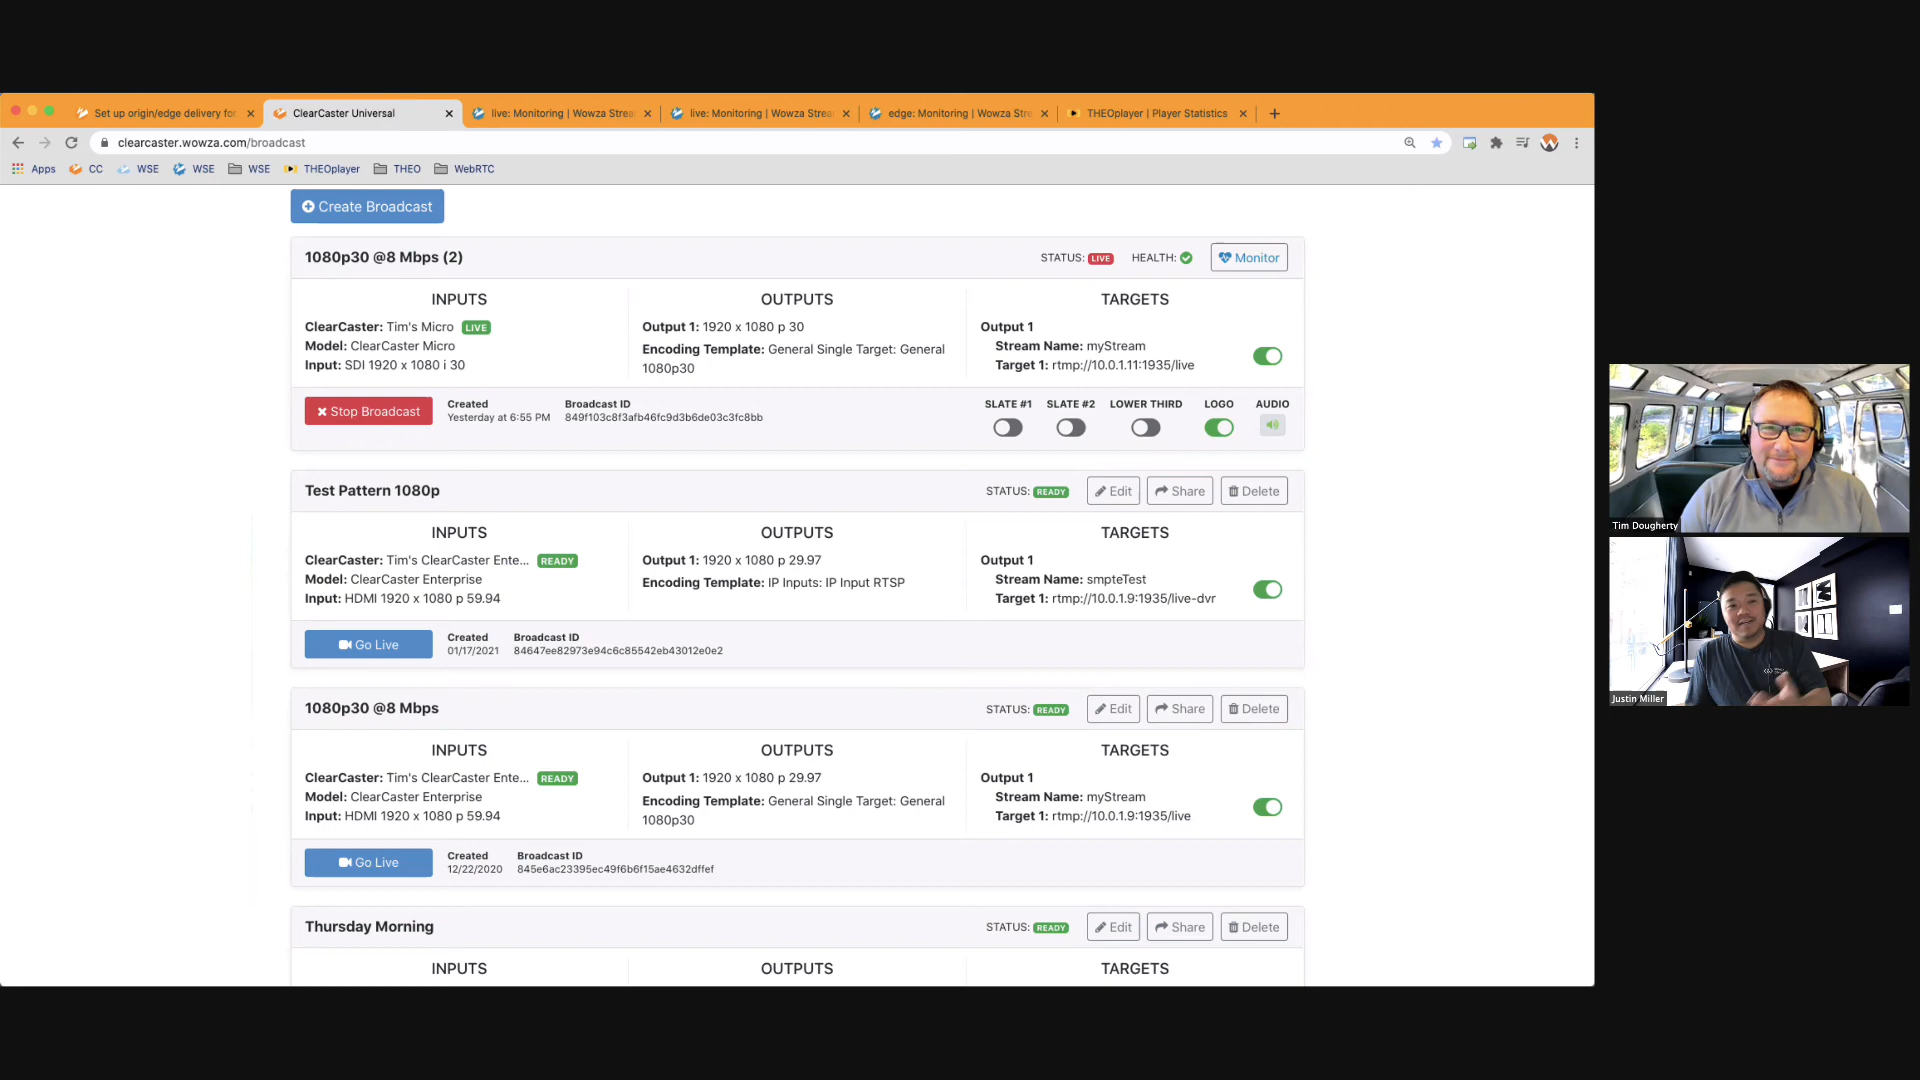 Set up origin/edge delivery for
ClearCaster Universal
live: Monitoring | Wowza Strea
live: Monitoring | Wowza Strea
edge: Monitoring | Wowza Stre
THEOplayer | Player Statistics
clearcaster.wowza.com/broadcast
Apps
CC
WSE
WSE
WSE
THEOplayer
THEO
WebRTC
Create Broadcast
1080p30 @8 Mbps (2)
STATUS: LIVE
HEALTH:
Monitor
INPUTS
OUTPUTS
TARGETS
ClearCaster: Tim's Micro LIVE
Model: ClearCaster Micro
Input: SDI 1920 x 1080 i 30
Output 1: 1920 x 1080 p 30
Encoding Template: General Single Target: General
1080p30
Output 1
Stream Name: myStream
Target 1: rtmp://10.0.1.11:1935/live
Stop Broadcast
Created
Yesterday at 6:55 PM
Broadcast ID
849f103c8f3afb46fc9d3b6de03c3fc8bb
SLATE #1
SLATE #2
LOWER THIRD
LOGO
AUDIO
Test Pattern 1080p
STATUS: READY
Edit
Share
Delete
INPUTS
OUTPUTS
TARGETS
ClearCaster: Tim's ClearCaster Ente... READY
Model: ClearCaster Enterprise
Input: HDMI 1920 x 1080 p 59.94
Output 1: 1920 x 1080 p 29.97
Encoding Template: IP Inputs: IP Input RTSP
Output 1
Stream Name: smpteTest
Target 1: rtmp://10.0.1.9:1935/live-dvr
Go Live
Created
01/17/2021
Broadcast ID
84647ee82973e94c6c85542eb43012e0e2
1080p30 @8 Mbps
STATUS: READY
Edit
Share
Delete
INPUTS
OUTPUTS
TARGETS
ClearCaster: Tim's ClearCaster Ente... READY
Model: ClearCaster Enterprise
Input: HDMI 1920 x 1080 p 59.94
Output 1: 1920 x 1080 p 29.97
Encoding Template: General Single Target: General
1080p30
Output 1
Stream Name: myStream
Target 1: rtmp://10.0.1.9:1935/live
Go Live
Created
12/22/2020
Broadcast ID
845e6ac23395ec49f6b6f15ae4632dffef
Thursday Morning
STATUS: READY
Edit
Share
Delete
INPUTS
OUTPUTS
TARGETS
Tim Dougherty
Justin Miller